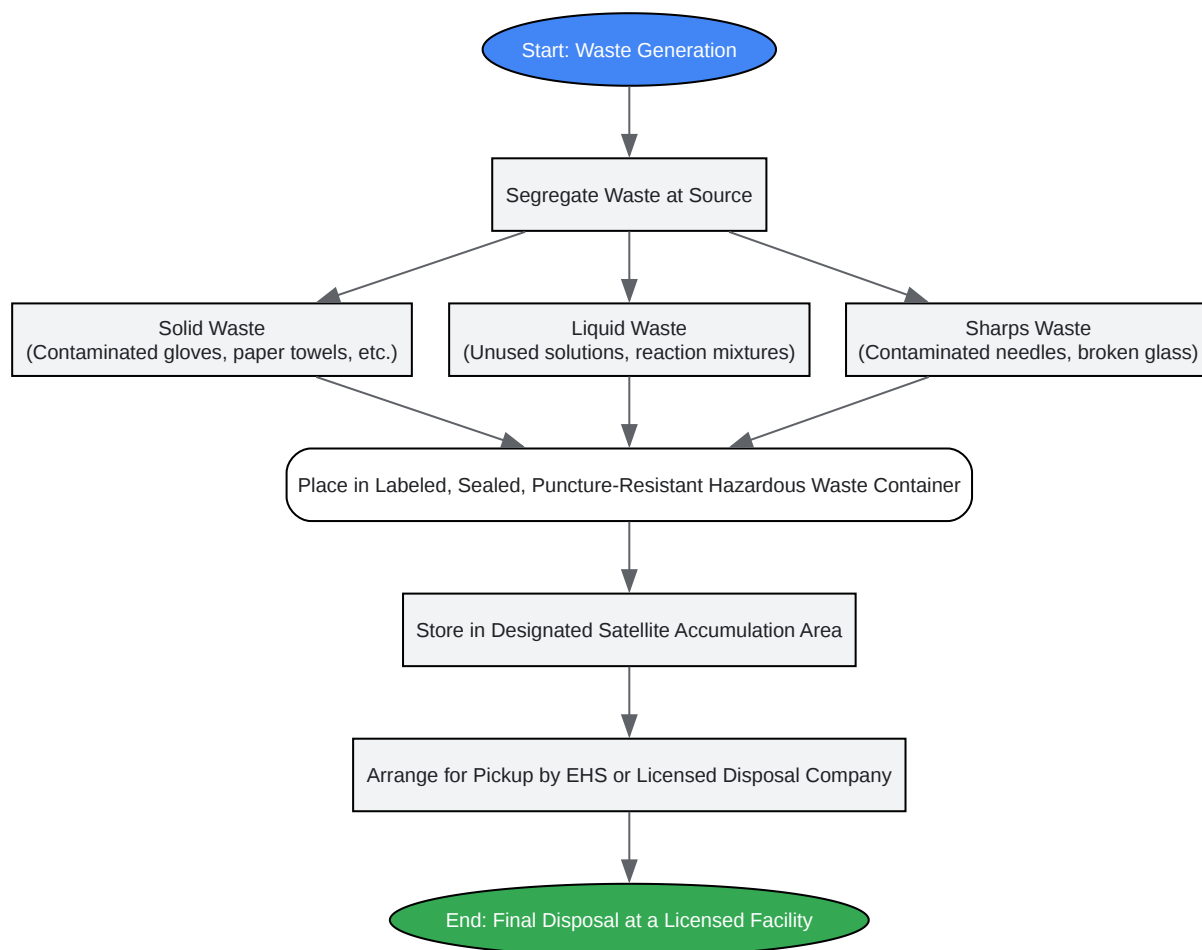 Start: Waste Generation
Segregate Waste at Source
Solid Waste
(Contaminated gloves, paper towels, etc.)
Liquid Waste
(Unused solutions, reaction mixtures)
Sharps Waste
(Contaminated needles, broken glass)
Place in Labeled, Sealed, Puncture-Resistant Hazardous Waste Container
Store in Designated Satellite Accumulation Area
Arrange for Pickup by EHS or Licensed Disposal Company
End: Final Disposal at a Licensed Facility